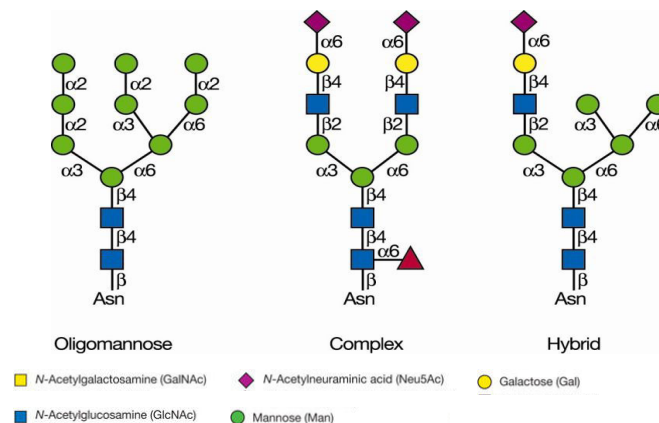 α6 α6 α6
α2 α2 α2 β4 β4 β4
α2 α3 α6 β2 β2 β2 α3 α6
α3 α6 α3 α6 α3 α6
β4 β4 β4
β4 β4 α6 β4
β β β
Asn Asn Asn
Oligomannose Complex Hybrid
N-Acetylgalactosamine (GalNAc) N-Acetylneuraminic acid (Neu5Ac) Galactose (Gal)
N-Acetylglucosamine (GlcNAc) Mannose (Man)